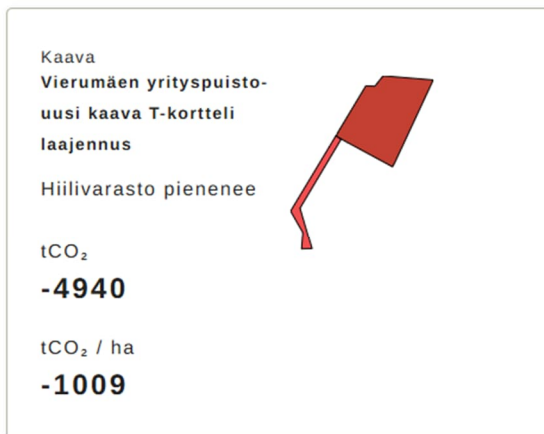 Kaava
Vierumäen yrityspuisto-
uusi kaava T-kortteli
laajennus
Hiilivarasto pienenee
tCO₂
-4940
tCO₂ / ha
-1009